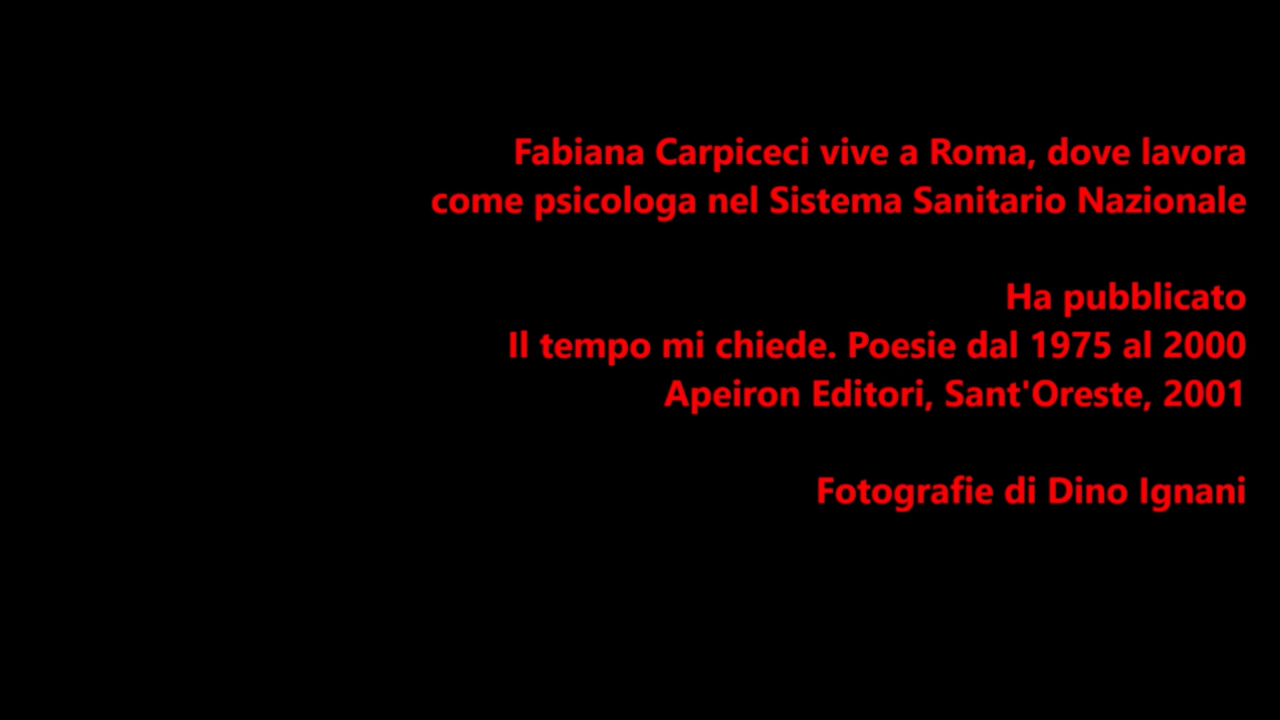 Fabiana Carpiceci vive a Roma, dove lavora
come psicologa nel Sistema Sanitario Nazionale
Ha pubblicato
Il tempo mi chiede. Poesie dal 1975 al 2000
Apeiron Editori, Sant'Oreste, 2001
Fotografie di Dino Ignani